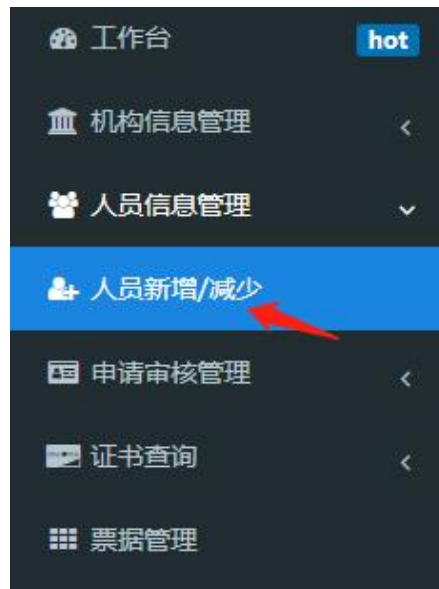 工作台 hot
机构信息管理
人员信息管理
人员新增/减少
申请审核管理
证书查询
票据管理